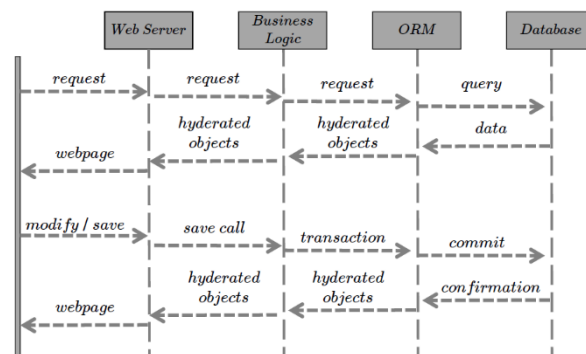 Web Server
Business
Logic
ORM
Database
request
request
request
query
hyderated
objects
hyderated
objects
data
webpage
modify / save
save call
transaction
commit
hyderated
objects
hyderated
objects
confirmation
webpage